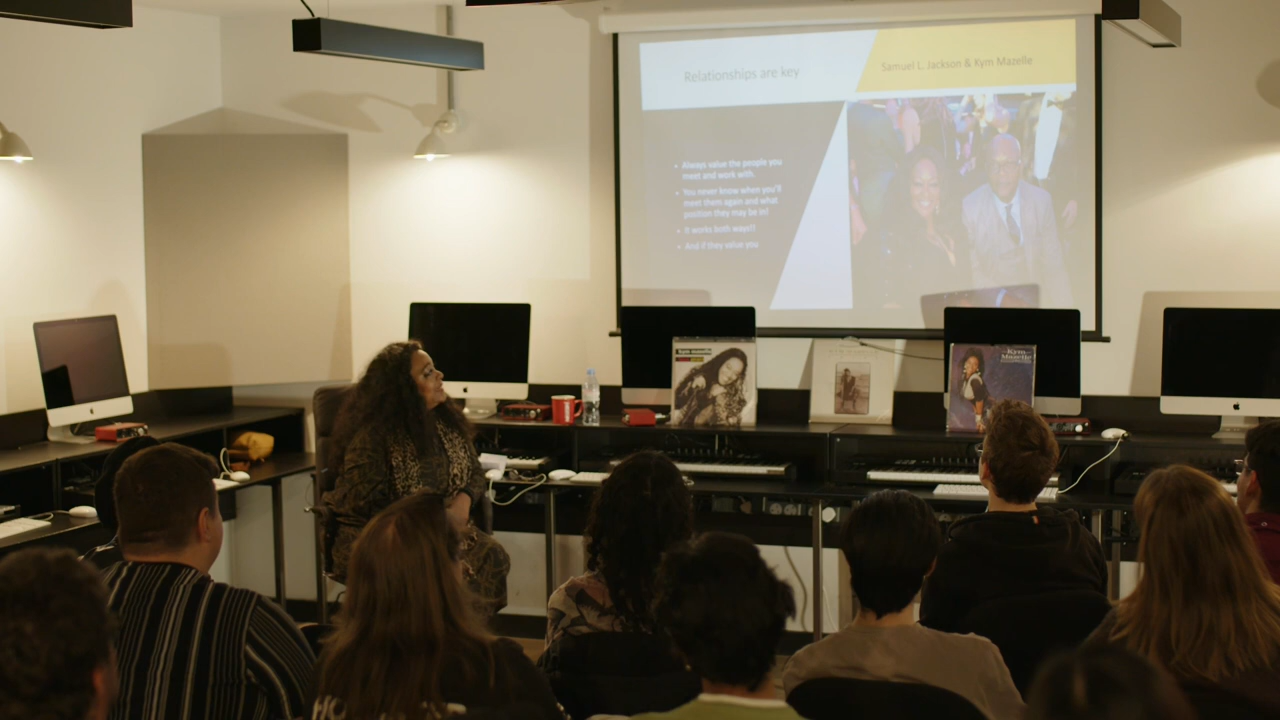 Relationships are key
Samuel L. Jackson & Kym Mazelle
• Always value the people you
meet and work with.
• You never know when you'll
meet them again and what
position they may be in!
• It works both ways!!
• And if they value you
kym mazelle
Kym
Mazelle